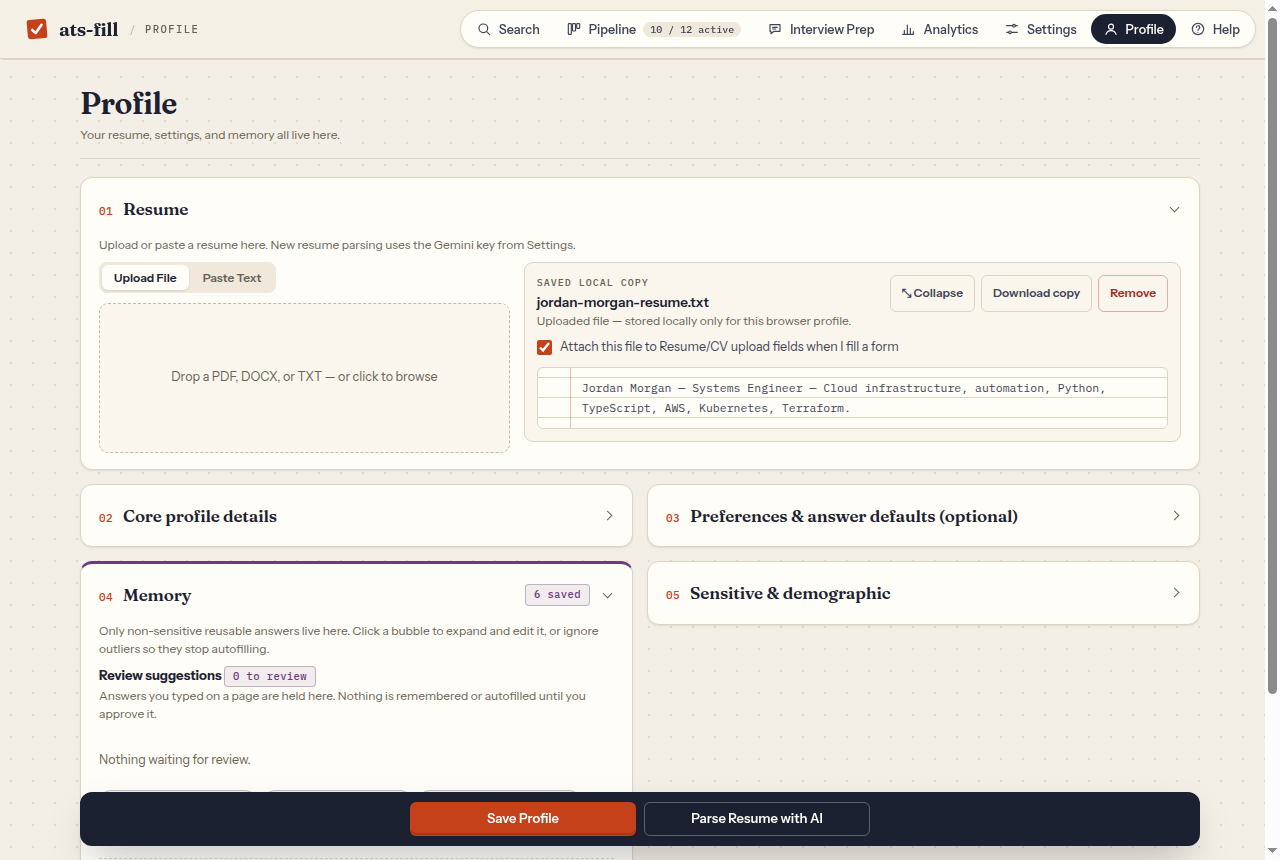 ats-fill / PROFILE
Search
Pipeline 10 / 12 active
Interview Prep
Analytics
Settings
Profile
Help
Profile
Your resume, settings, and memory all live here.
01 Resume
Upload or paste a resume here. New resume parsing uses the Gemini key from Settings.
Upload File
Paste Text
Drop a PDF, DOCX, or TXT — or click to browse
SAVED LOCAL COPY
jordan-morgan-resume.txt
Uploaded file — stored locally only for this browser profile.
Collapse
Download copy
Remove
Attach this file to Resume/CV upload fields when I fill a form
Jordan Morgan — Systems Engineer — Cloud infrastructure, automation, Python,
TypeScript, AWS, Kubernetes, Terraform.
02 Core profile details
03 Preferences & answer defaults (optional)
04 Memory
6 saved
Only non-sensitive reusable answers live here. Click a bubble to expand and edit it, or ignore
outliers so they stop autofilling.
Review suggestions 0 to review
Answers you typed on a page are held here. Nothing is remembered or autofilled until you
approve it.
Nothing waiting for review.
05 Sensitive & demographic
Save Profile
Parse Resume with AI